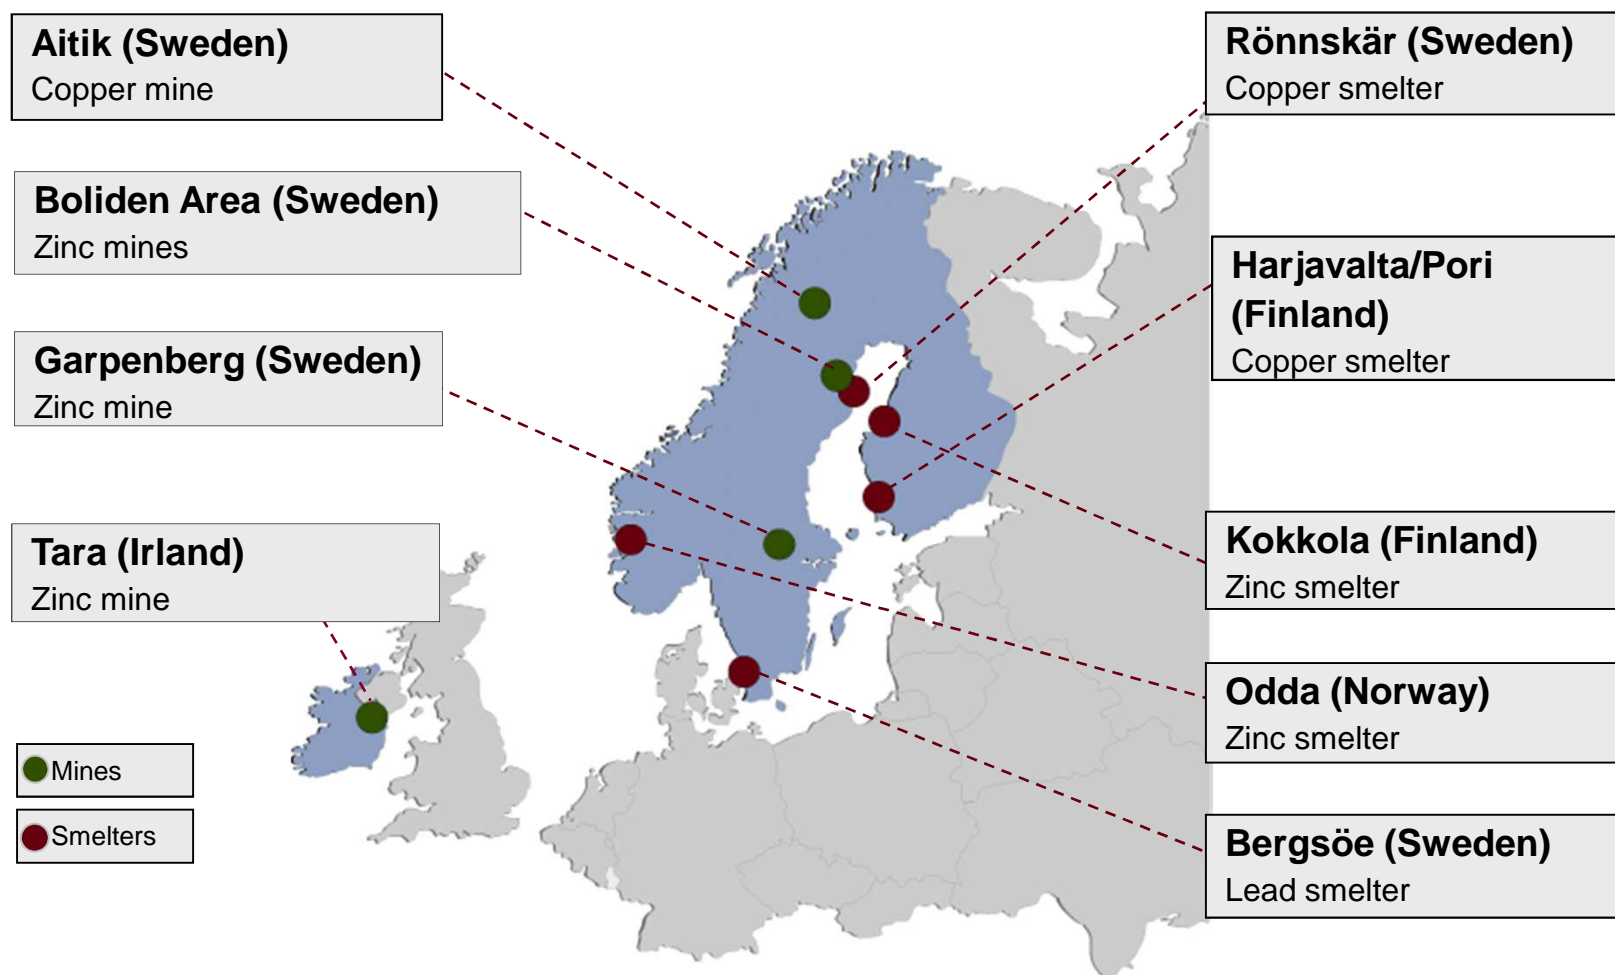 Aitik (Sweden)
Copper mine
Boliden Area (Sweden)
Zinc mines
Garpenberg (Sweden)
Zinc mine
Tara (Irland)
Zinc mine
Mines
Smelters
Rönnskär (Sweden)
Copper smelter
Harjavalta/Pori
(Finland)
Copper smelter
Kokkola (Finland)
Zinc smelter
Odda (Norway)
Zinc smelter
Bergsöe (Sweden)
Lead smelter